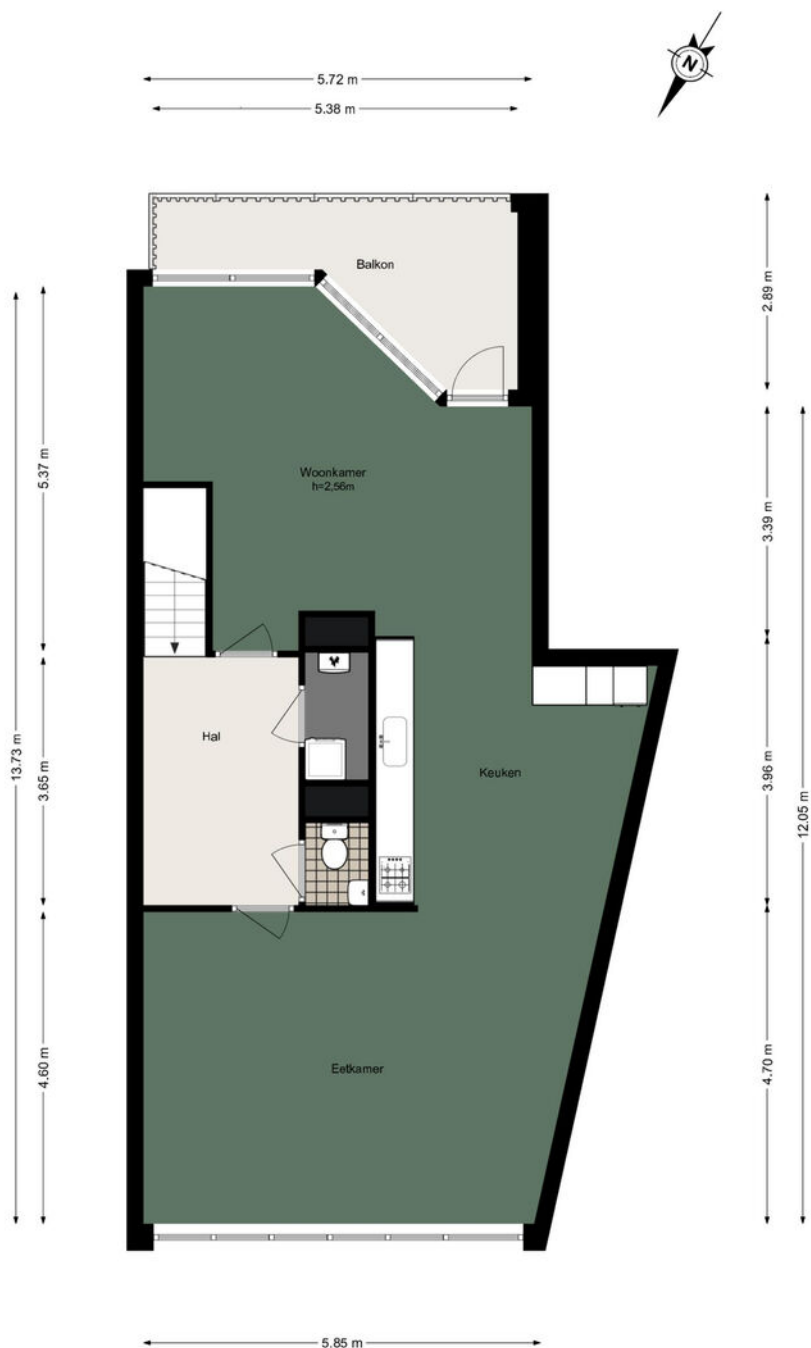 N
5.72 m
5.38 m
Balkon
2.89 m
5.37 m
Woonkamer
h=2,56m
3.39 m
13.73 m
3.65 m
Hal
Keuken
3.96 m
12.05 m
4.60 m
Eetkamer
4.70 m
5.85 m